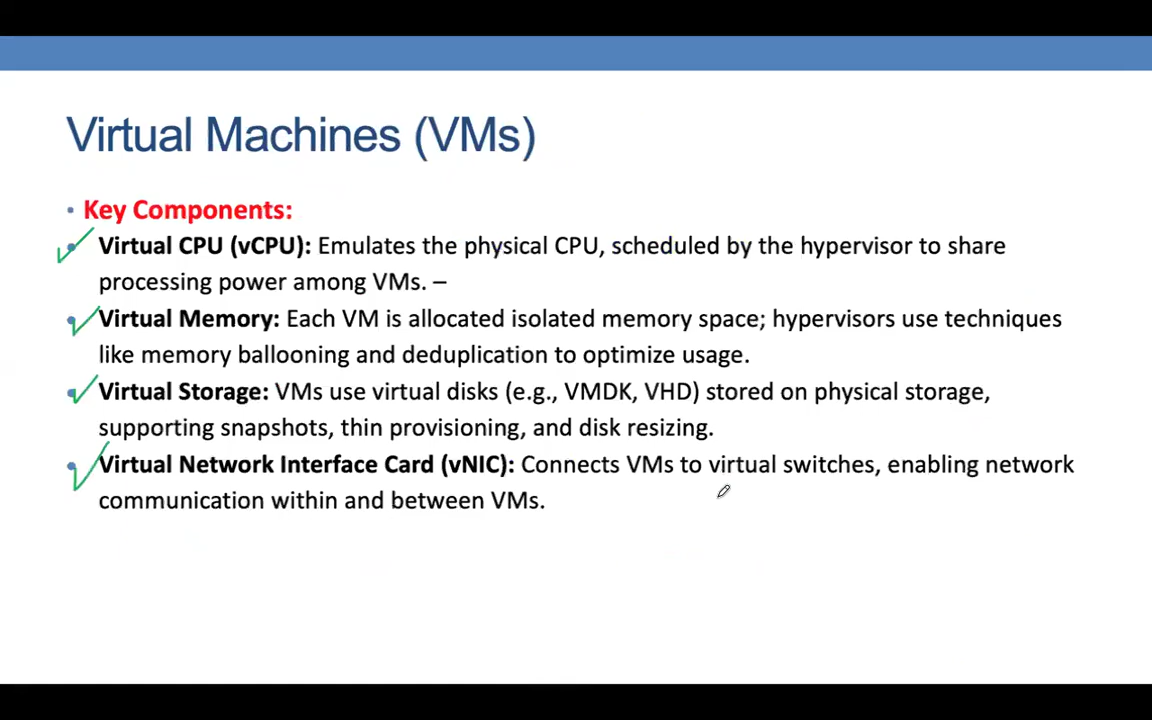 Virtual Machines (VMs)
• Key Components:
• Virtual CPU (vCPU): Emulates the physical CPU, scheduled by the hypervisor to share
processing power among VMs. –
• Virtual Memory: Each VM is allocated isolated memory space; hypervisors use techniques
like memory ballooning and deduplication to optimize usage.
• Virtual Storage: VMs use virtual disks (e.g., VMDK, VHD) stored on physical storage,
supporting snapshots, thin provisioning, and disk resizing.
• Virtual Network Interface Card (vNIC): Connects VMs to virtual switches, enabling network
communication within and between VMs.